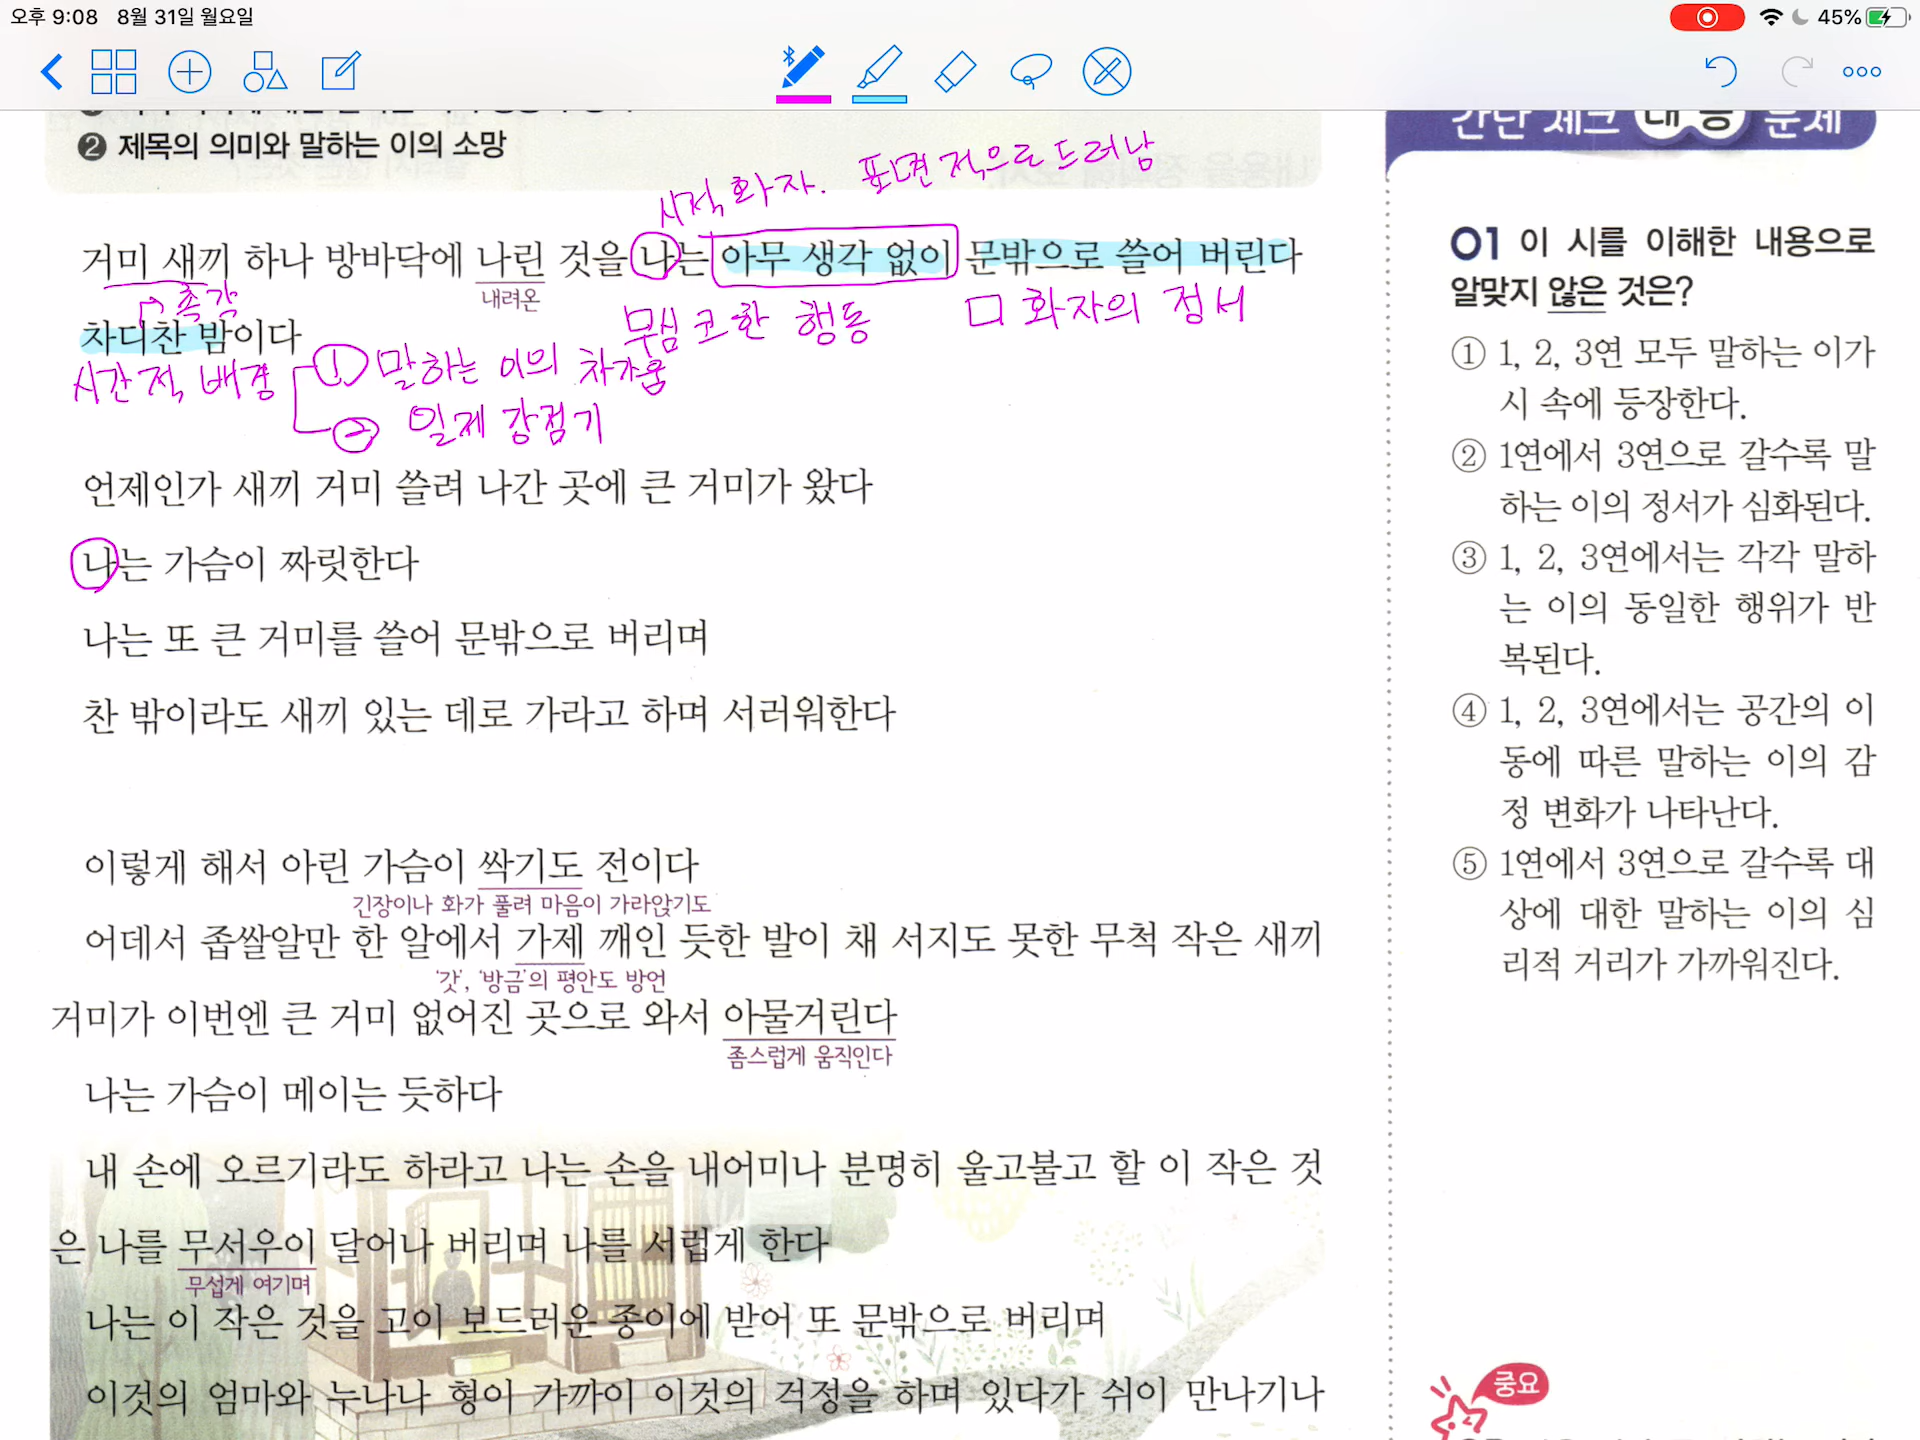 오후 9:08 8월 31일 월요일
45%
❷ 제목의 의미와 말하는 이의 소망
시적 화자. 표면적으로 드러남
거미 새끼 하나 방바닥에 나린 것을 나는 아무 생각 없이 문밖으로 쓸어 버린다
내려온
촉각
무심코한 행동
□ 화자의 정서
차디찬 밤이다
시간적 배경
① 말하는 이의 차가움
② 일제 강점기
언제인가 새끼 거미 쓸려 나간 곳에 큰 거미가 왔다
나는 가슴이 짜릿한다
나는 또 큰 거미를 쓸어 문밖으로 버리며
찬 밖이라도 새끼 있는 데로 가라고 하며 서러워한다
이렇게 해서 아린 가슴이 싹기도 전이다
긴장이나 화가 풀려 마음이 가라앉기도
어데서 좁쌀알만 한 알에서 가제 깨인 듯한 발이 채 서지도 못한 무척 작은 새끼
'갓', '방금'의 평안도 방언
거미가 이번엔 큰 거미 없어진 곳으로 와서 아물거린다
좀스럽게 움직인다
나는 가슴이 메이는 듯하다
내 손에 오르기라도 하라고 나는 손을 내어미나 분명히 울고불고 할 이 작은 것
은 나를 무서우이 달어나 버리며 나를 서럽게 한다
무섭게 여기며
나는 이 작은 것을 고이 보드러운 종이에 받어 또 문밖으로 버리며
이것의 엄마와 누나나 형이 가까이 이것의 걱정을 하며 있다가 쉬이 만나기나
간단 체크 내용 문제
01 이 시를 이해한 내용으로
알맞지 않은 것은?
① 1, 2, 3연 모두 말하는 이가
시 속에 등장한다.
② 1연에서 3연으로 갈수록 말
하는 이의 정서가 심화된다.
③ 1, 2, 3연에서는 각각 말하
는 이의 동일한 행위가 반
복된다.
④ 1, 2, 3연에서는 공간의 이
동에 따른 말하는 이의 감
정 변화가 나타난다.
⑤ 1연에서 3연으로 갈수록 대
상에 대한 말하는 이의 심
리적 거리가 가까워진다.
중요